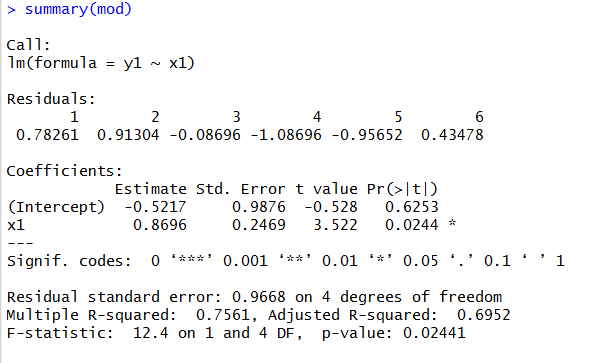 > summary(mod)
Call:
lm(formula = y1 ~ x1)
Residuals:
       1        2        3        4        5        6
 0.78261  0.91304 -0.08696 -1.08696 -0.95652  0.43478
Coefficients:
            Estimate Std. Error t value Pr(>|t|)
(Intercept)  -0.5217     0.9876  -0.528   0.6253
x1            0.8696     0.2469   3.522   0.0244 *
---
Signif. codes:  0 ‘***’ 0.001 ‘**’ 0.01 ‘*’ 0.05 ‘.’ 0.1 ‘ ’ 1
Residual standard error: 0.9668 on 4 degrees of freedom
Multiple R-squared:  0.7561, Adjusted R-squared:  0.6952
F-statistic:  12.4 on 1 and 4 DF,  p-value: 0.02441